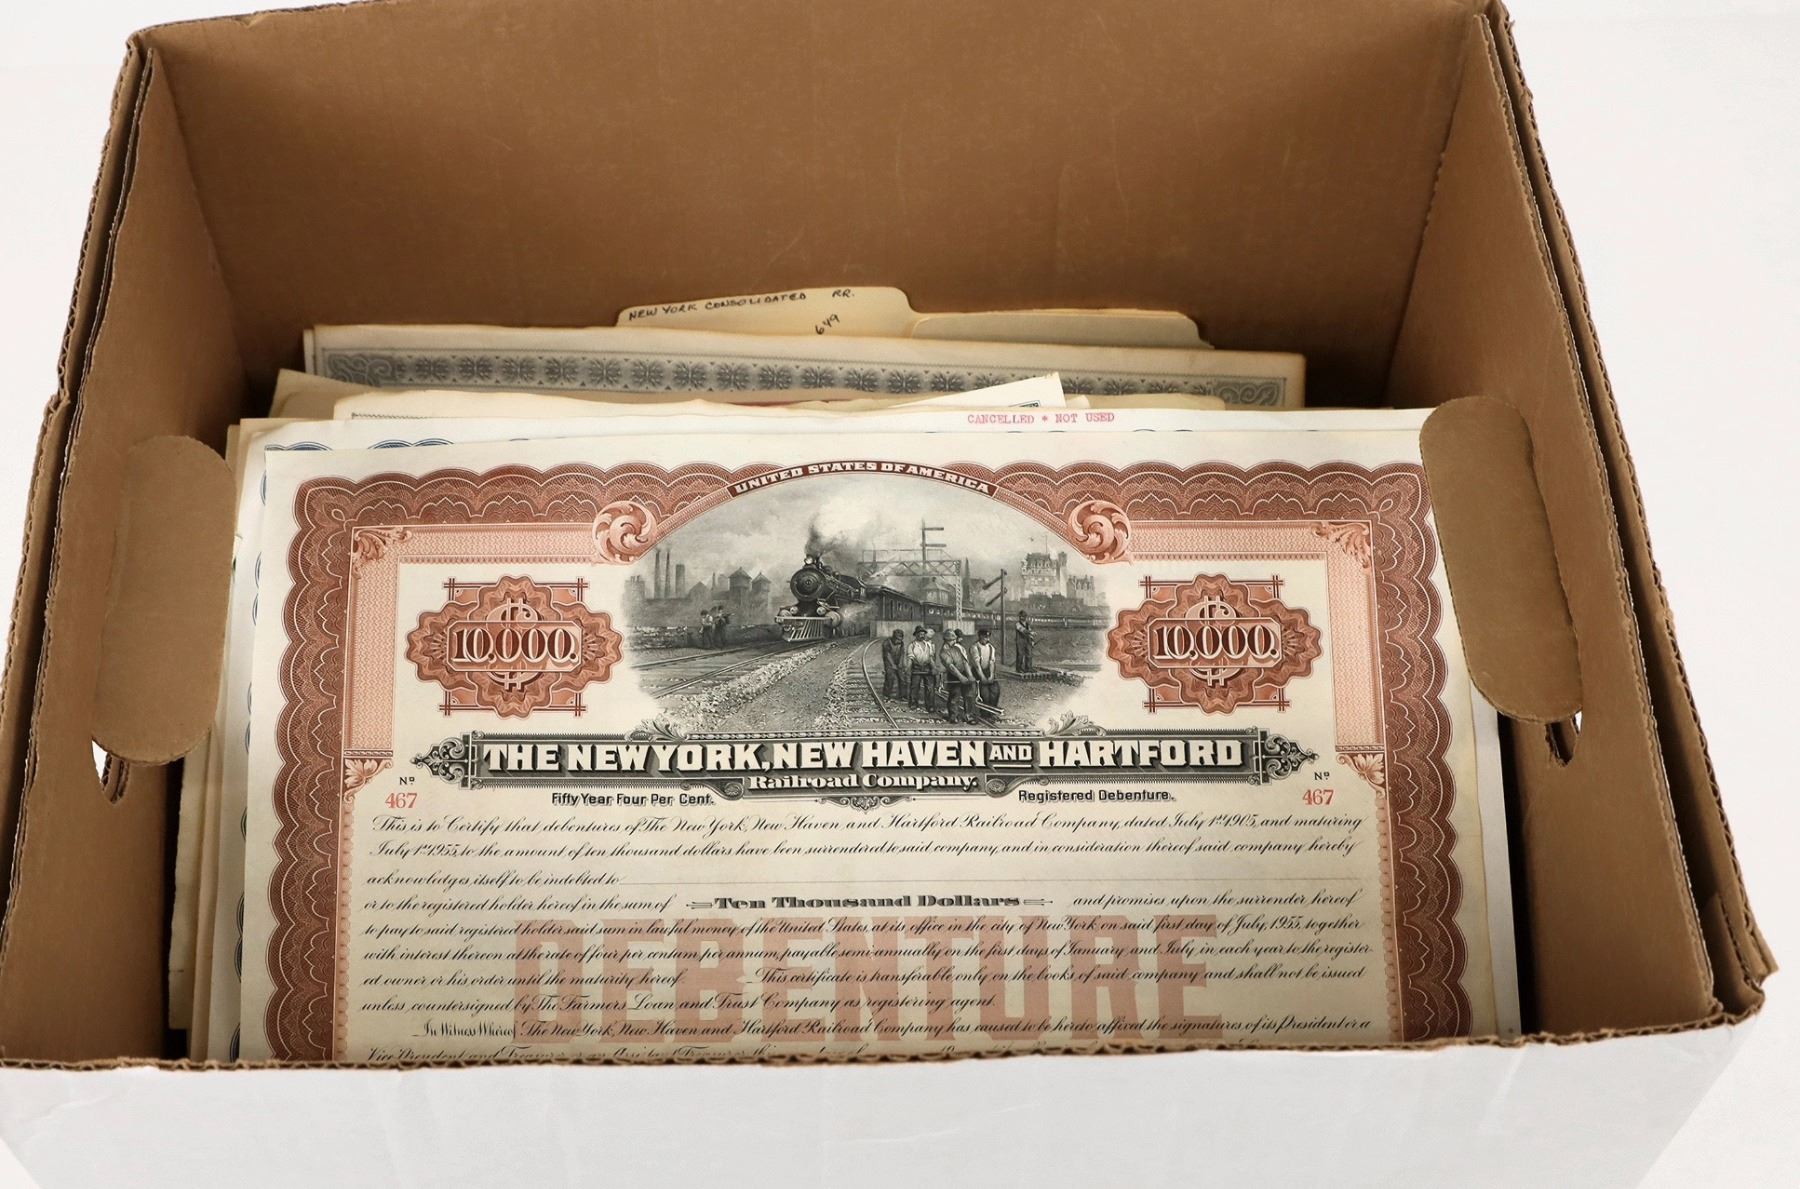 NEW YORK CONSOLIDATED RR.
649
CANCELLED * NOT USED
UNITED STATES OF AMERICA
10,000. 10,000.
THE NEW YORK, NEW HAVEN AND HARTFORD
Railroad Company.
Nº Nº
467 467
Fifty Year Four Per Cent. Registered Debenture.
This is to Certify that debentures of The New York, New Haven and Hartford Railroad Company, dated July 1st 1905, and maturing
July 1st 1955, to the amount of ten thousand dollars have been surrendered to said company, and in consideration thereof said company hereby
acknowledges itself to be indebted to
or to the registered holder hereof in the sum of Ten Thousand Dollars and promises upon the surrender hereof
to pay to said registered holder said sum in lawful money of the United States, at its office in the city of New York on said first day of July, 1955, together
with interest thereon at the rate of four per centum per annum, payable semi-annually on the first days of January and July, in each year to the register-
ed owner or his order until the maturity hereof. This certificate is transferable only on the books of said company and shall not be issued
unless countersigned by The Farmers Loan and Trust Company as registering agent.
In Witness Whereof The New York, New Haven and Hartford Railroad Company has caused to be hereto affixed the signatures of its President or a
Vice President and Treasurer or an Assistant Treasurer this
DEBENTURE